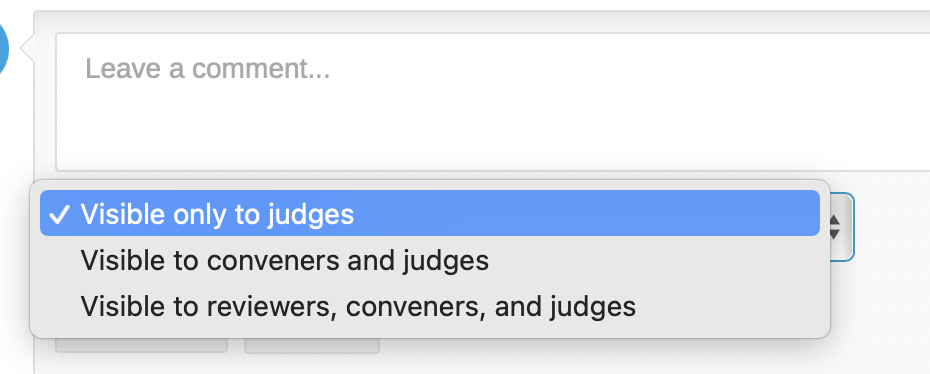 Leave a comment...
✓ Visible only to judges
Visible to conveners and judges
Visible to reviewers, conveners, and judges